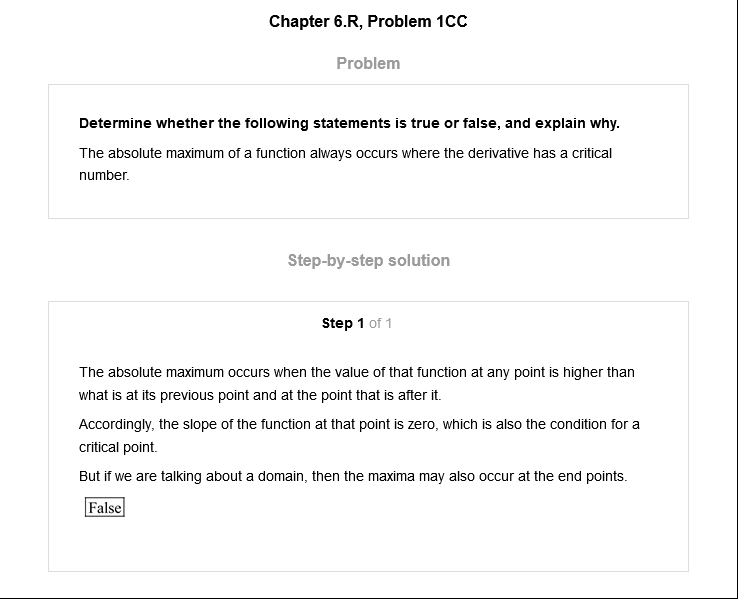 Chapter 6.R, Problem 1CC
Problem
Determine whether the following statements is true or false, and explain why.
The absolute maximum of a function always occurs where the derivative has a critical
number.
Step-by-step solution
Step 1 of 1
The absolute maximum occurs when the value of that function at any point is higher than
what is at its previous point and at the point that is after it.
Accordingly, the slope of the function at that point is zero, which is also the condition for a
critical point.
But if we are talking about a domain, then the maxima may also occur at the end points.
False